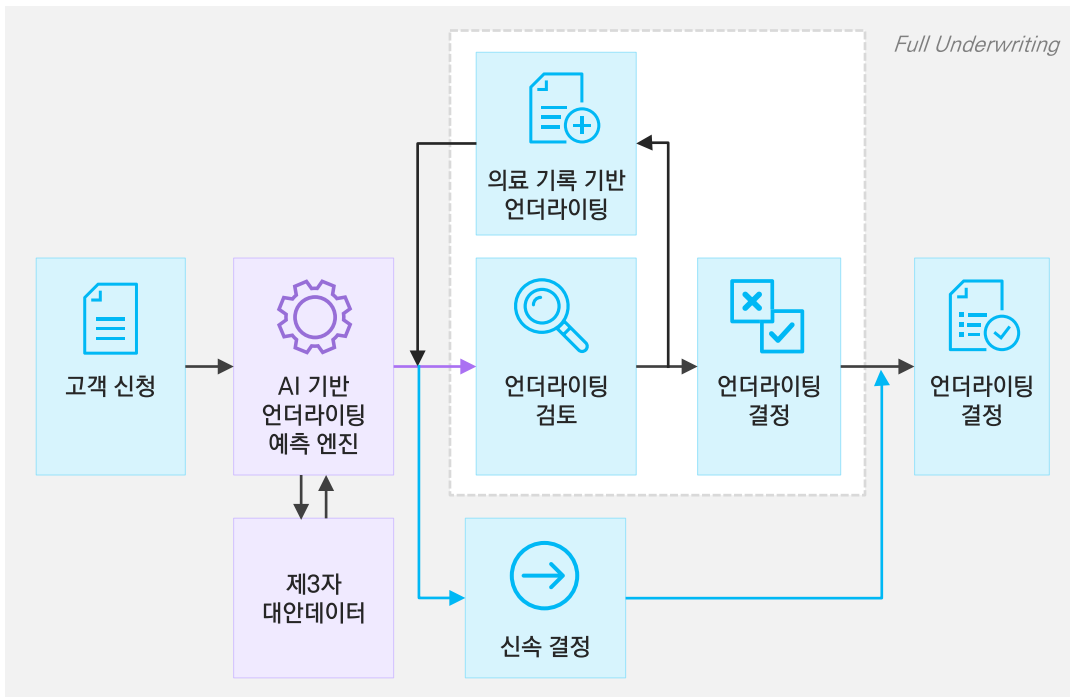 Full Underwriting
의료 기록 기반
언더라이팅
고객 신청
AI 기반
언더라이팅
예측 엔진
언더라이팅
검토
언더라이팅
결정
언더라이팅
결정
제3자
대안데이터
신속 결정